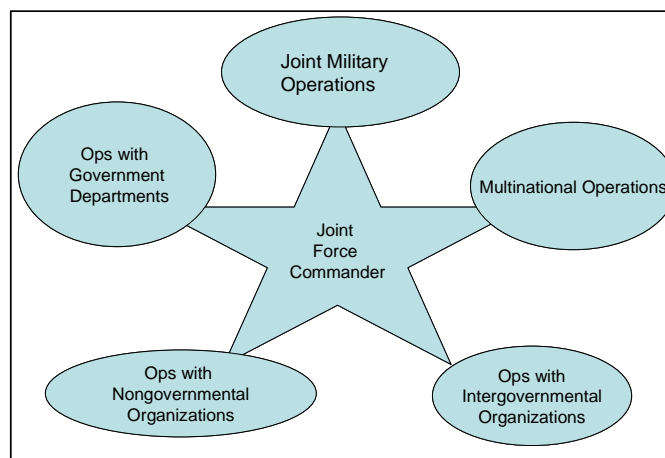 Joint Military
Operations
Ops with
Government
Departments
Multinational Operations
Joint
Force
Commander
Ops with
Nongovernmental
Organizations
Ops with
Intergovernmental
Organizations